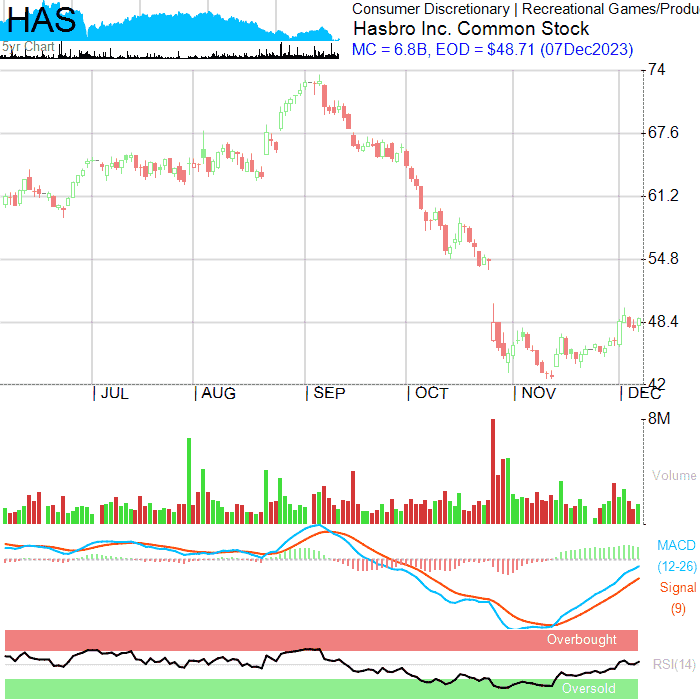 HAS
5yr Chart
Consumer Discretionary | Recreational Games/Produ
Hasbro Inc. Common Stock
MC = 6.8B, EOD = $48.71 (07Dec2023)
74
67.6
61.2
54.8
48.4
42
JUL AUG SEP OCT NOV DEC
8M
Volume
MACD
(12-26)
Signal
(9)
Overbought
RSI(14)
Oversold